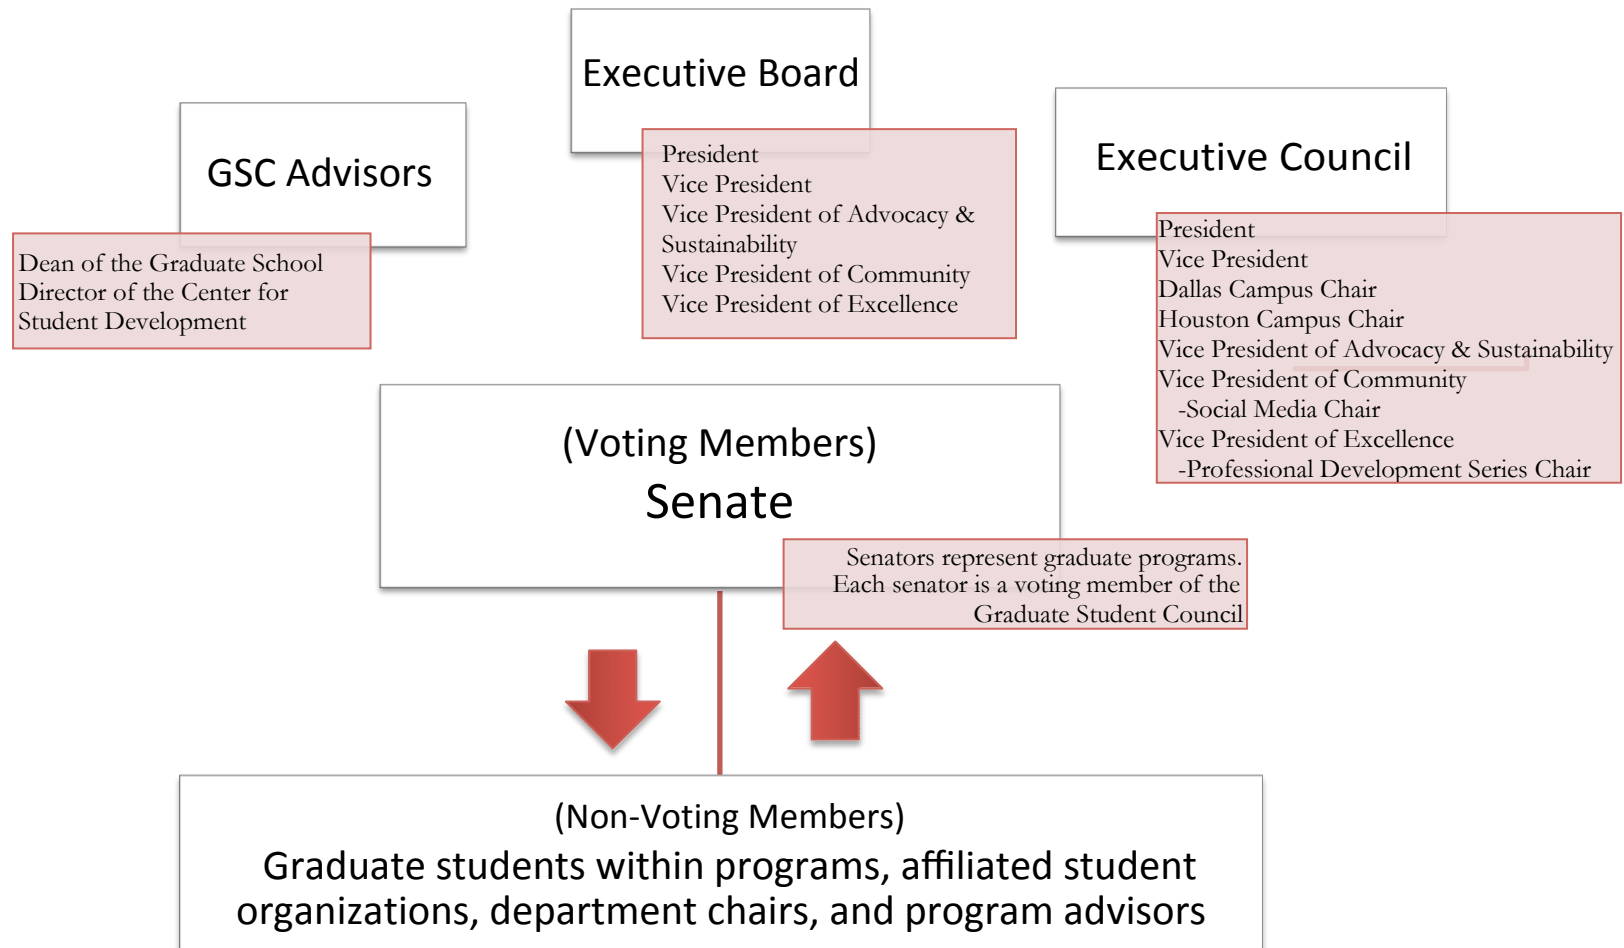 Executive Board
President
Vice President
Vice President of Advocacy &
Sustainability
Vice President of Community
Vice President of Excellence
GSC Advisors
Dean of the Graduate School
Director of the Center for
Student Development
Executive Council
President
Vice President
Dallas Campus Chair
Houston Campus Chair
Vice President of Advocacy & Sustainability
Vice President of Community
-Social Media Chair
Vice President of Excellence
-Professional Development Series Chair
(Voting Members)
Senate
Senators represent graduate programs.
Each senator is a voting member of the
Graduate Student Council
(Non-Voting Members)
Graduate students within programs, affiliated student
organizations, department chairs, and program advisors